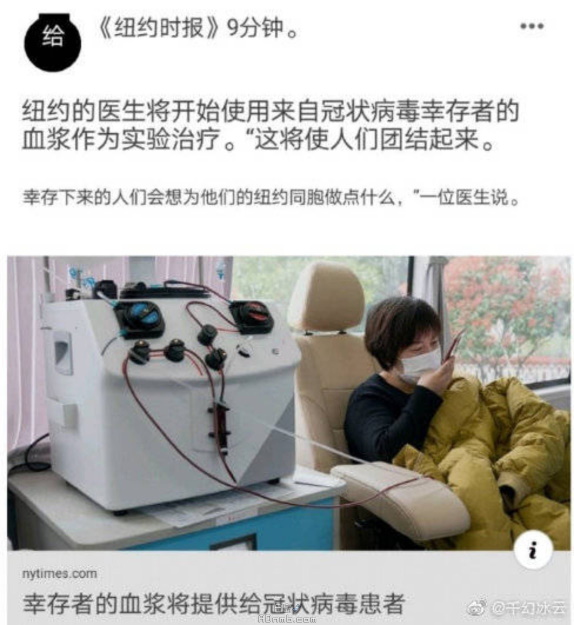 给
《纽约时报》9分钟。
纽约的医生将开始使用来自冠状病毒幸存者的
血浆作为实验治疗。“这将使人们团结起来。
幸存下来的人们会想为他们的纽约同胞做点什么，”一位医生说。
i
nytimes.com
幸存者的血浆将提供给冠状病毒患者
@千幻冰云